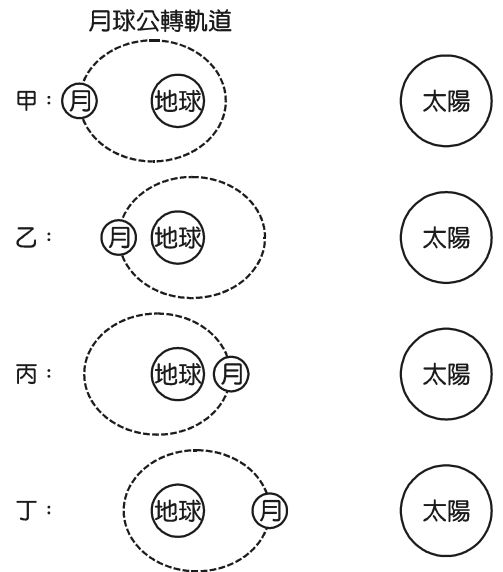 月球公轉軌道
甲： 月 地球 太陽
乙： 月 地球 太陽
丙： 地球 月 太陽
丁： 地球 月 太陽